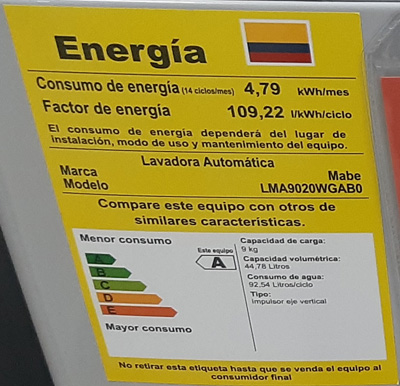 Energía
Consumo de energía (14 ciclos/mes) 4,79 kWh/mes
Factor de energía 109,22 l/kWh/ciclo
El consumo de energía dependerá del lugar de
instalación, modo de uso y mantenimiento del equipo.
Lavadora Automática
Marca Mabe
Modelo LMA9020WGAB0
Compare este equipo con otros de
similares características.
Menor consumo
A
B
C
D
E
Mayor consumo
Este equipo
A
Capacidad de carga:
9 kg
Capacidad volumétrica:
44,78 Litros
Consumo de agua:
92,54 Litros/ciclo
Tipo:
Impulsor eje vertical
No retirar esta etiqueta hasta que se venda el equipo al
consumidor final